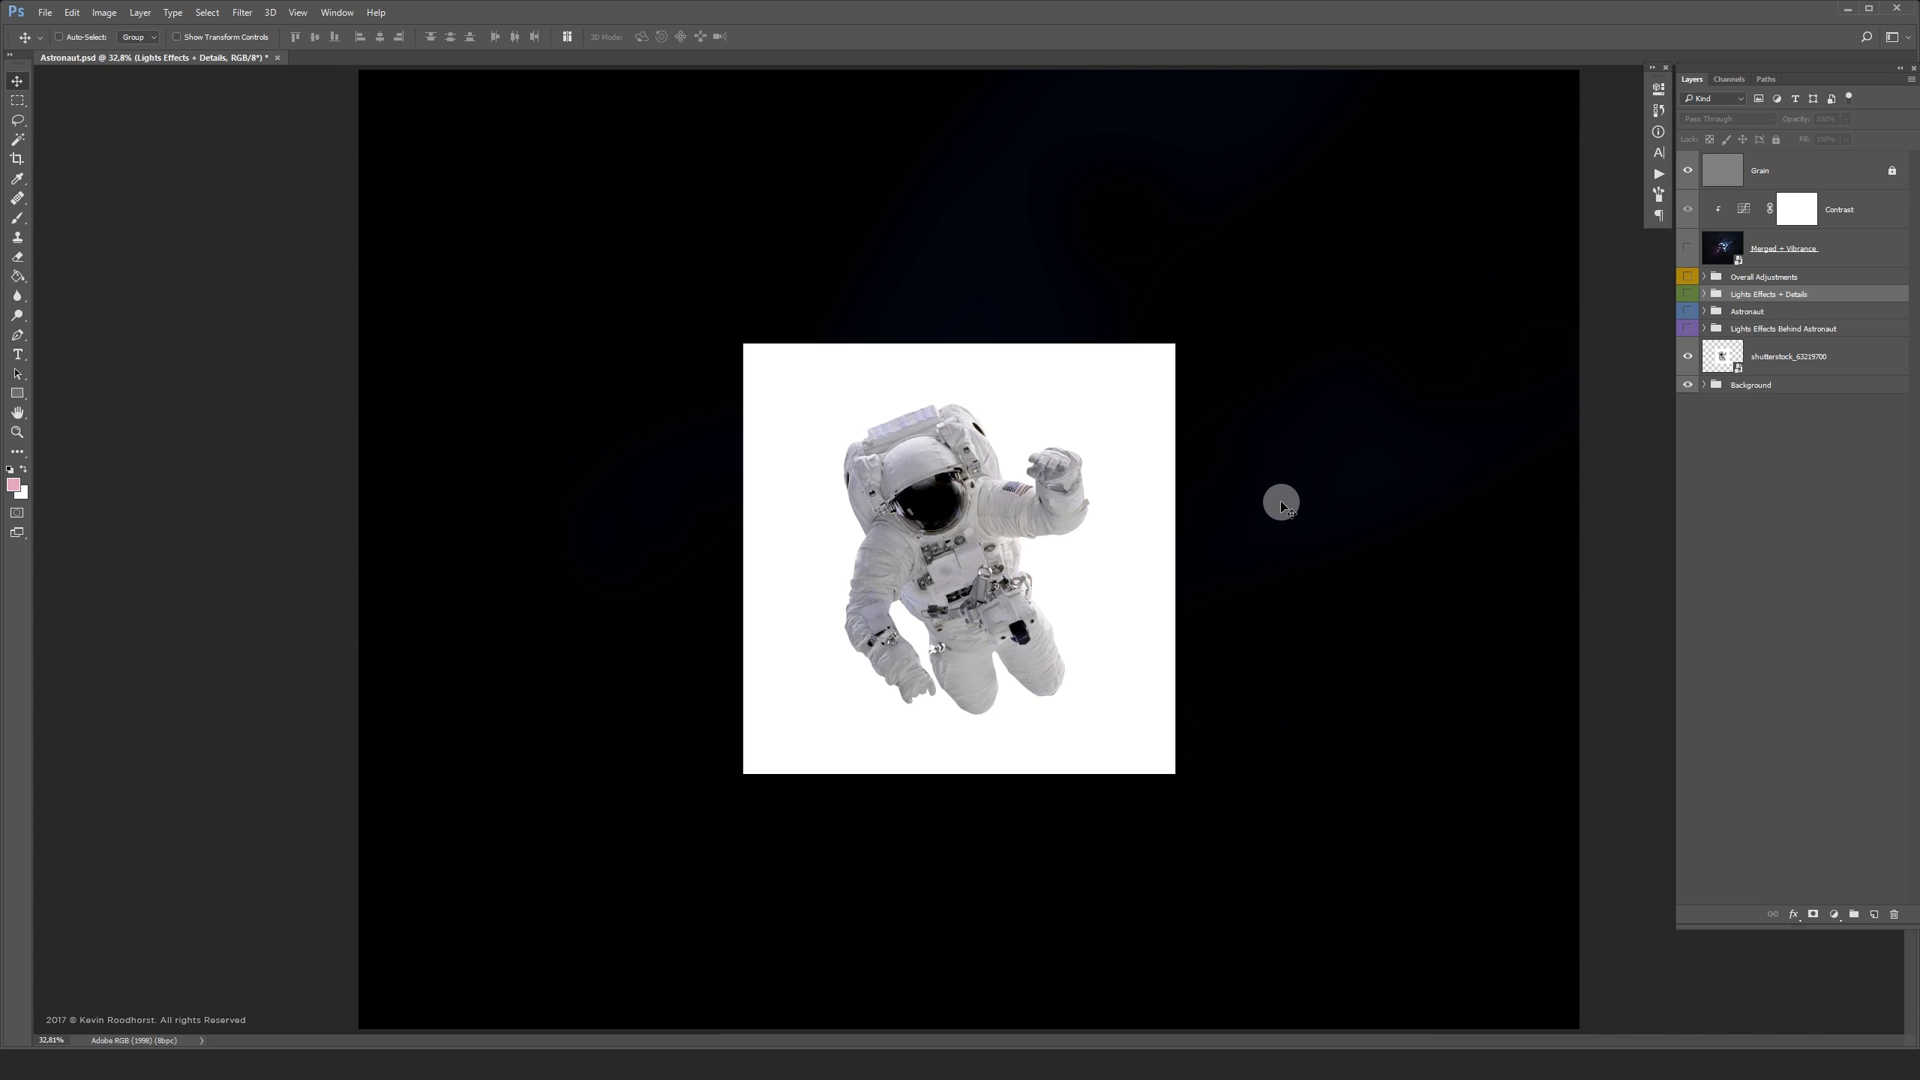 Ps File Edit Image Layer Type Select Filter 3D View Window Help
Auto-Select: Group Show Transform Controls 3D Mode:
Astronaut.psd @ 32,8% (Lights Effects + Details, RGB/8*) * ×
Layers Channels Paths
Kind
Pass Through Opacity: 100%
Lock: Fill: 100%
Grain
Contrast
Merged + Vibrance
Overall Adjustments
Lights Effects + Details
Astronaut
Lights Effects Behind Astronaut
shutterstock_63219700
Background
fx
2017 © Kevin Roodhorst. All rights Reserved
32,81% Adobe RGB (1998) (8bpc)